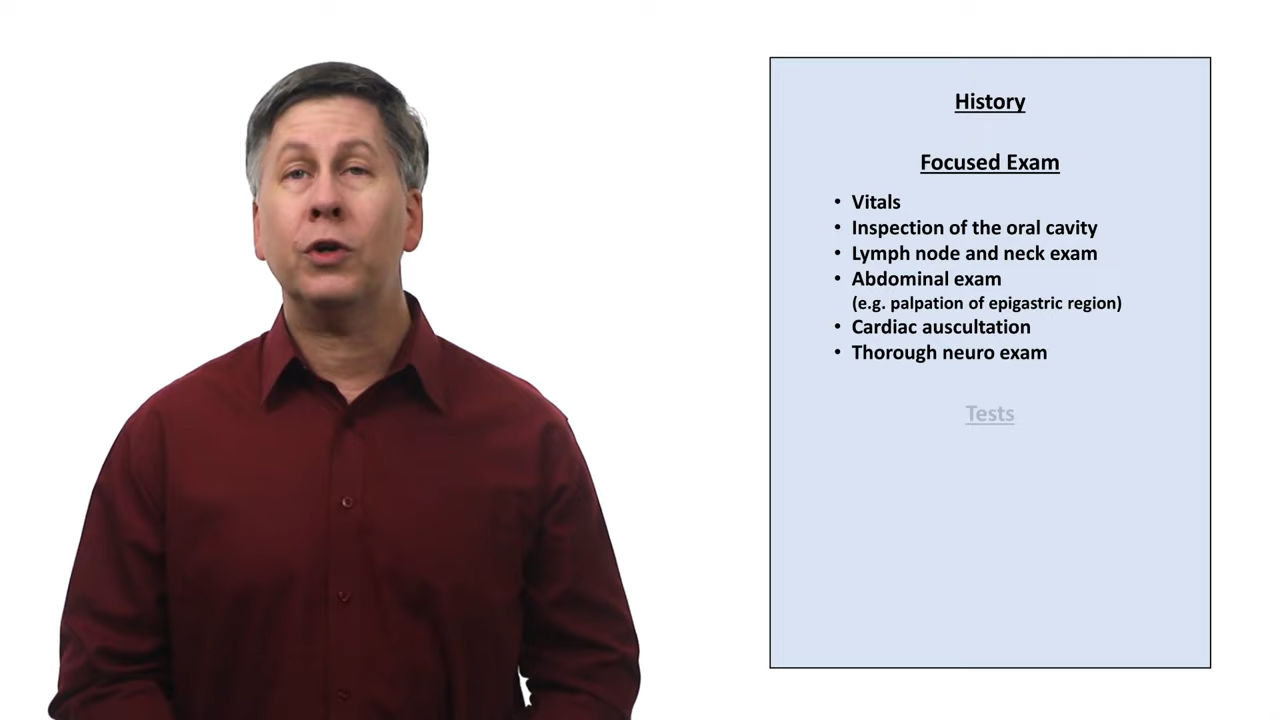 History
Focused Exam
• Vitals
• Inspection of the oral cavity
• Lymph node and neck exam
• Abdominal exam
(e.g. palpation of epigastric region)
• Cardiac auscultation
• Thorough neuro exam
Tests